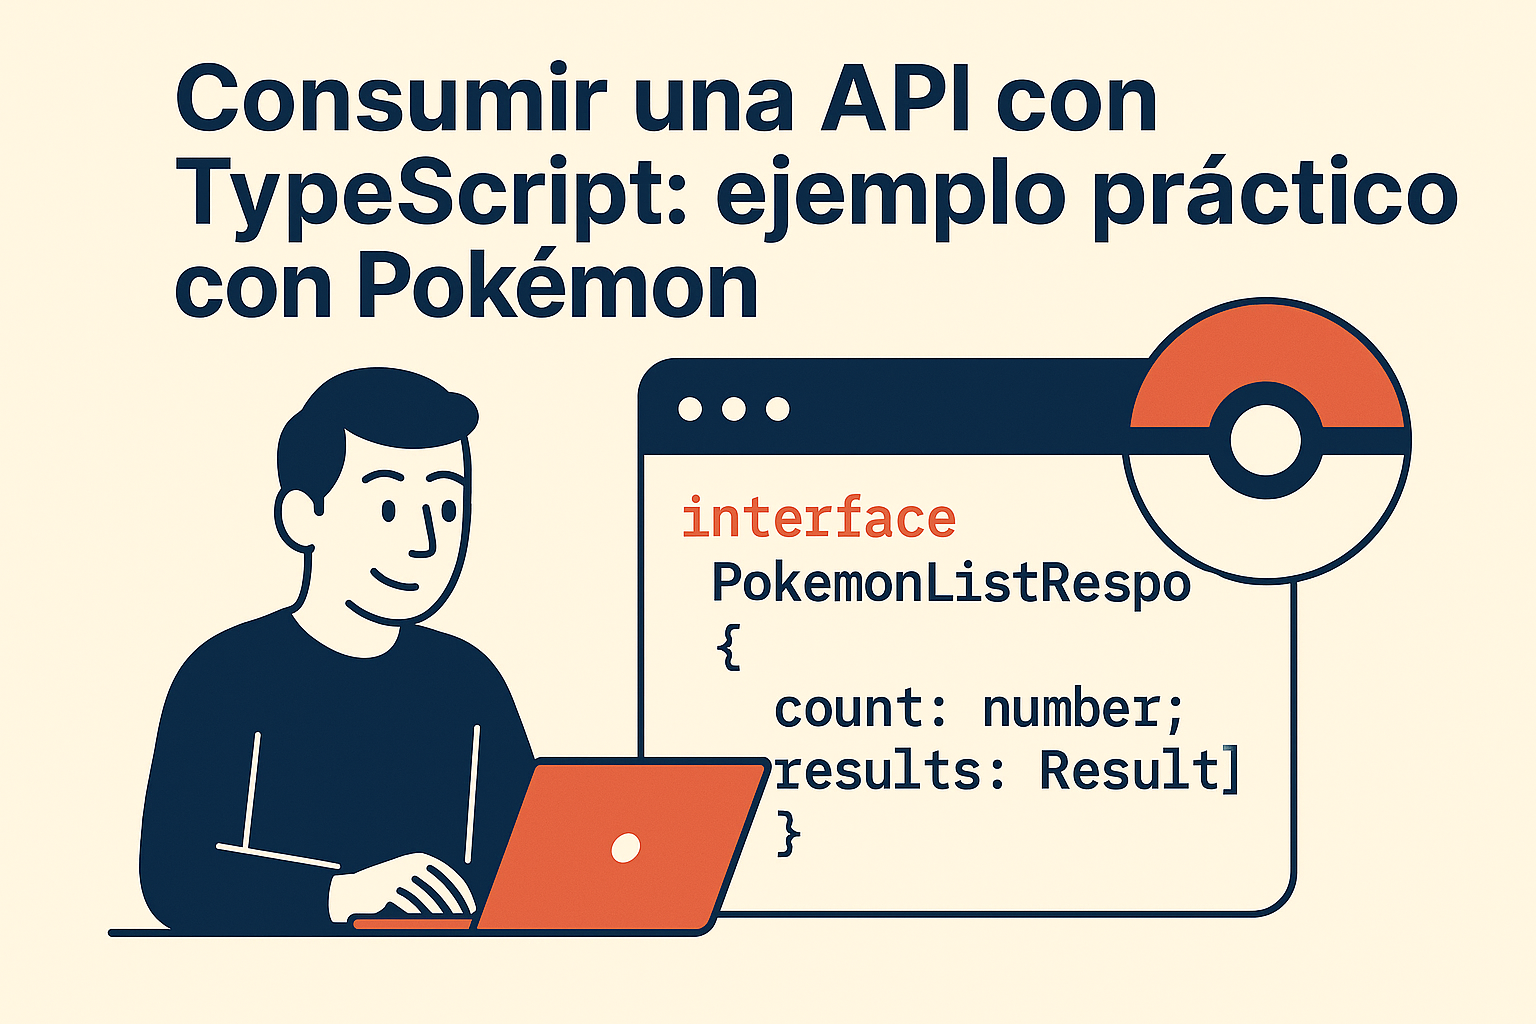 Consumir una API con
TypeScript: ejemplo práctico
con Pokémon
interface
PokemonListRespo
{
count: number;
results: Result]
}